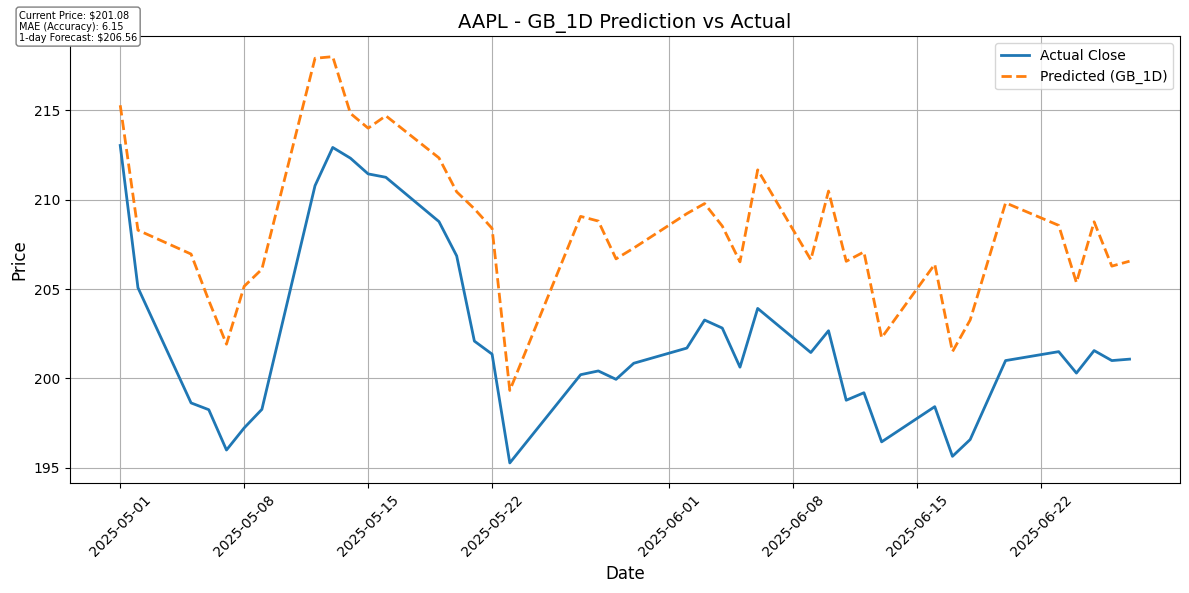 AAPL - GB_1D Prediction vs Actual
Current Price: $201.08
MAE (Accuracy): 6.15
1-day Forecast: $206.56
Actual Close
Predicted (GB_1D)
Price
215
210
205
200
195
2025-05-01
2025-05-08
2025-05-15
2025-05-22
2025-06-01
2025-06-08
2025-06-15
2025-06-22
Date